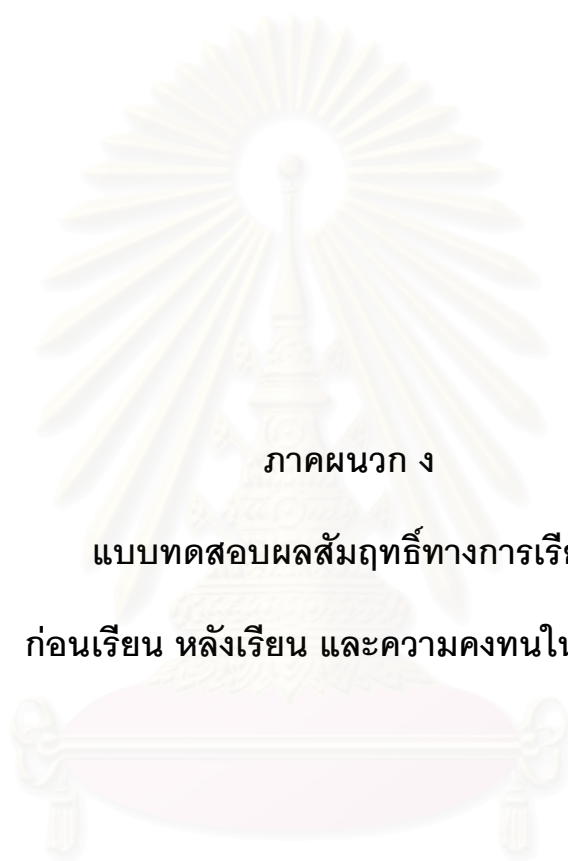 ภาคผนวก ง
แบบทดสอบผลสัมฤทธิ์ทางการเรี
ก่อนเรียน หลังเรียน และความคงทนใน